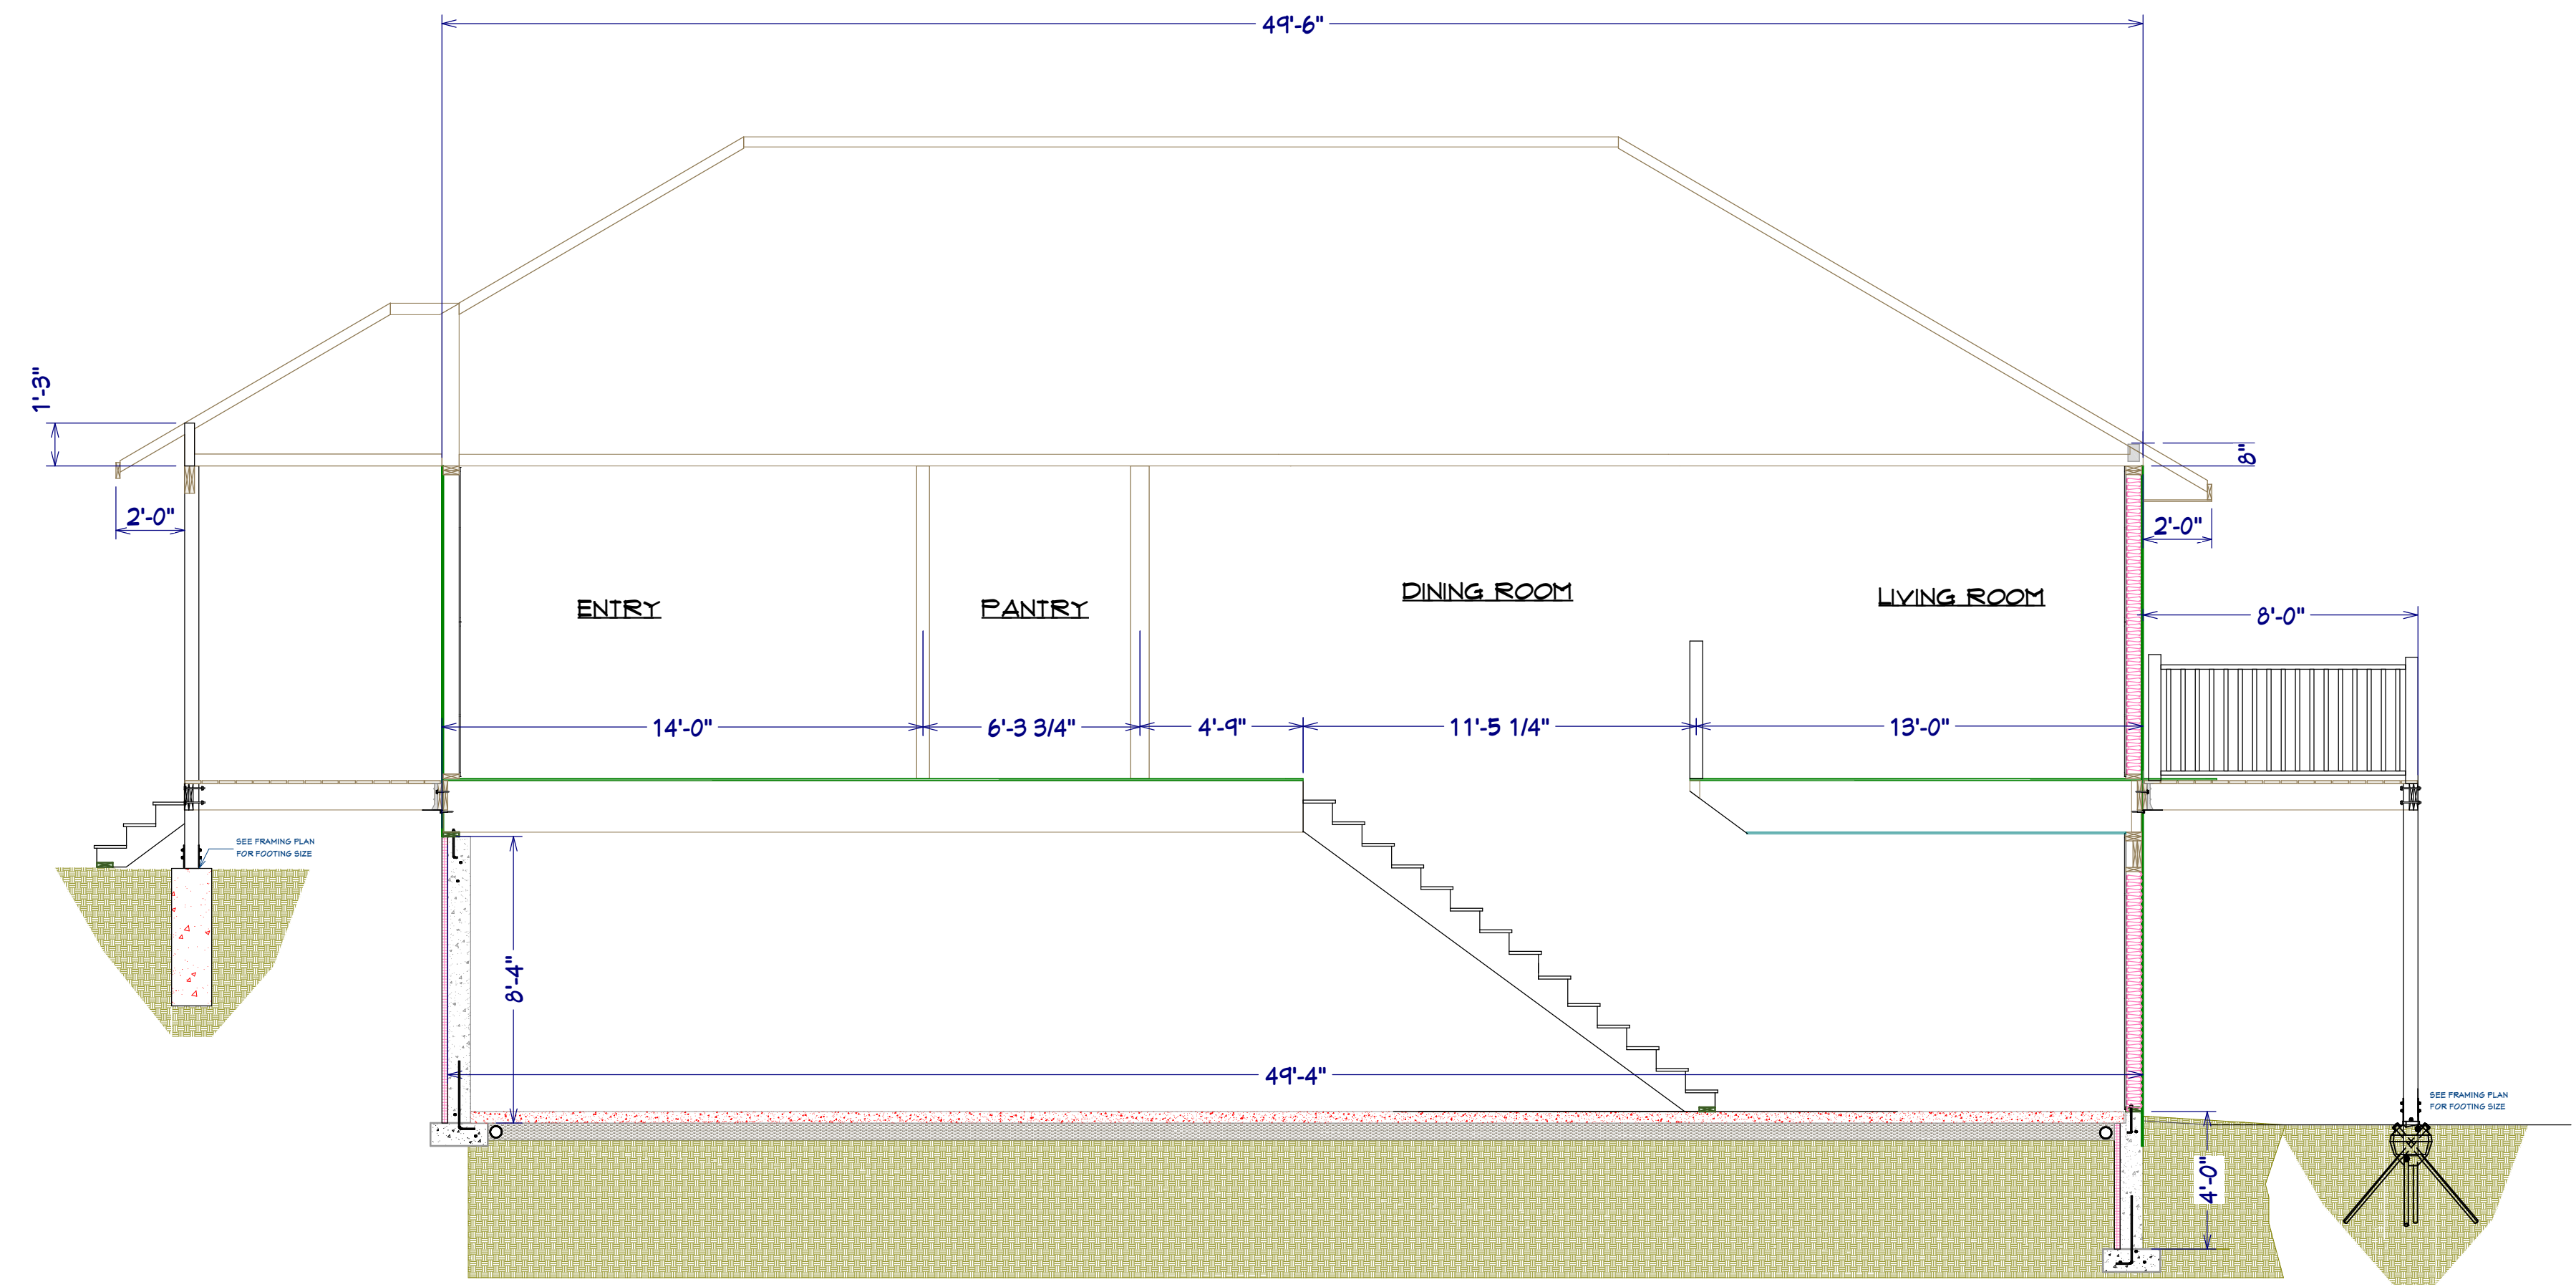 49'-6"
1'-3"
8"
2'-0"
2'-0"
ENTRY
PANTRY
DINING ROOM
LIVING ROOM
8'-0"
14'-0"
6'-3 3/4"
4'-9"
11'-5 1/4"
13'-0"
SEE FRAMING PLAN
FOR FOOTING SIZE
8'-4"
49'-4"
SEE FRAMING PLAN
FOR FOOTING SIZE
4'-0"